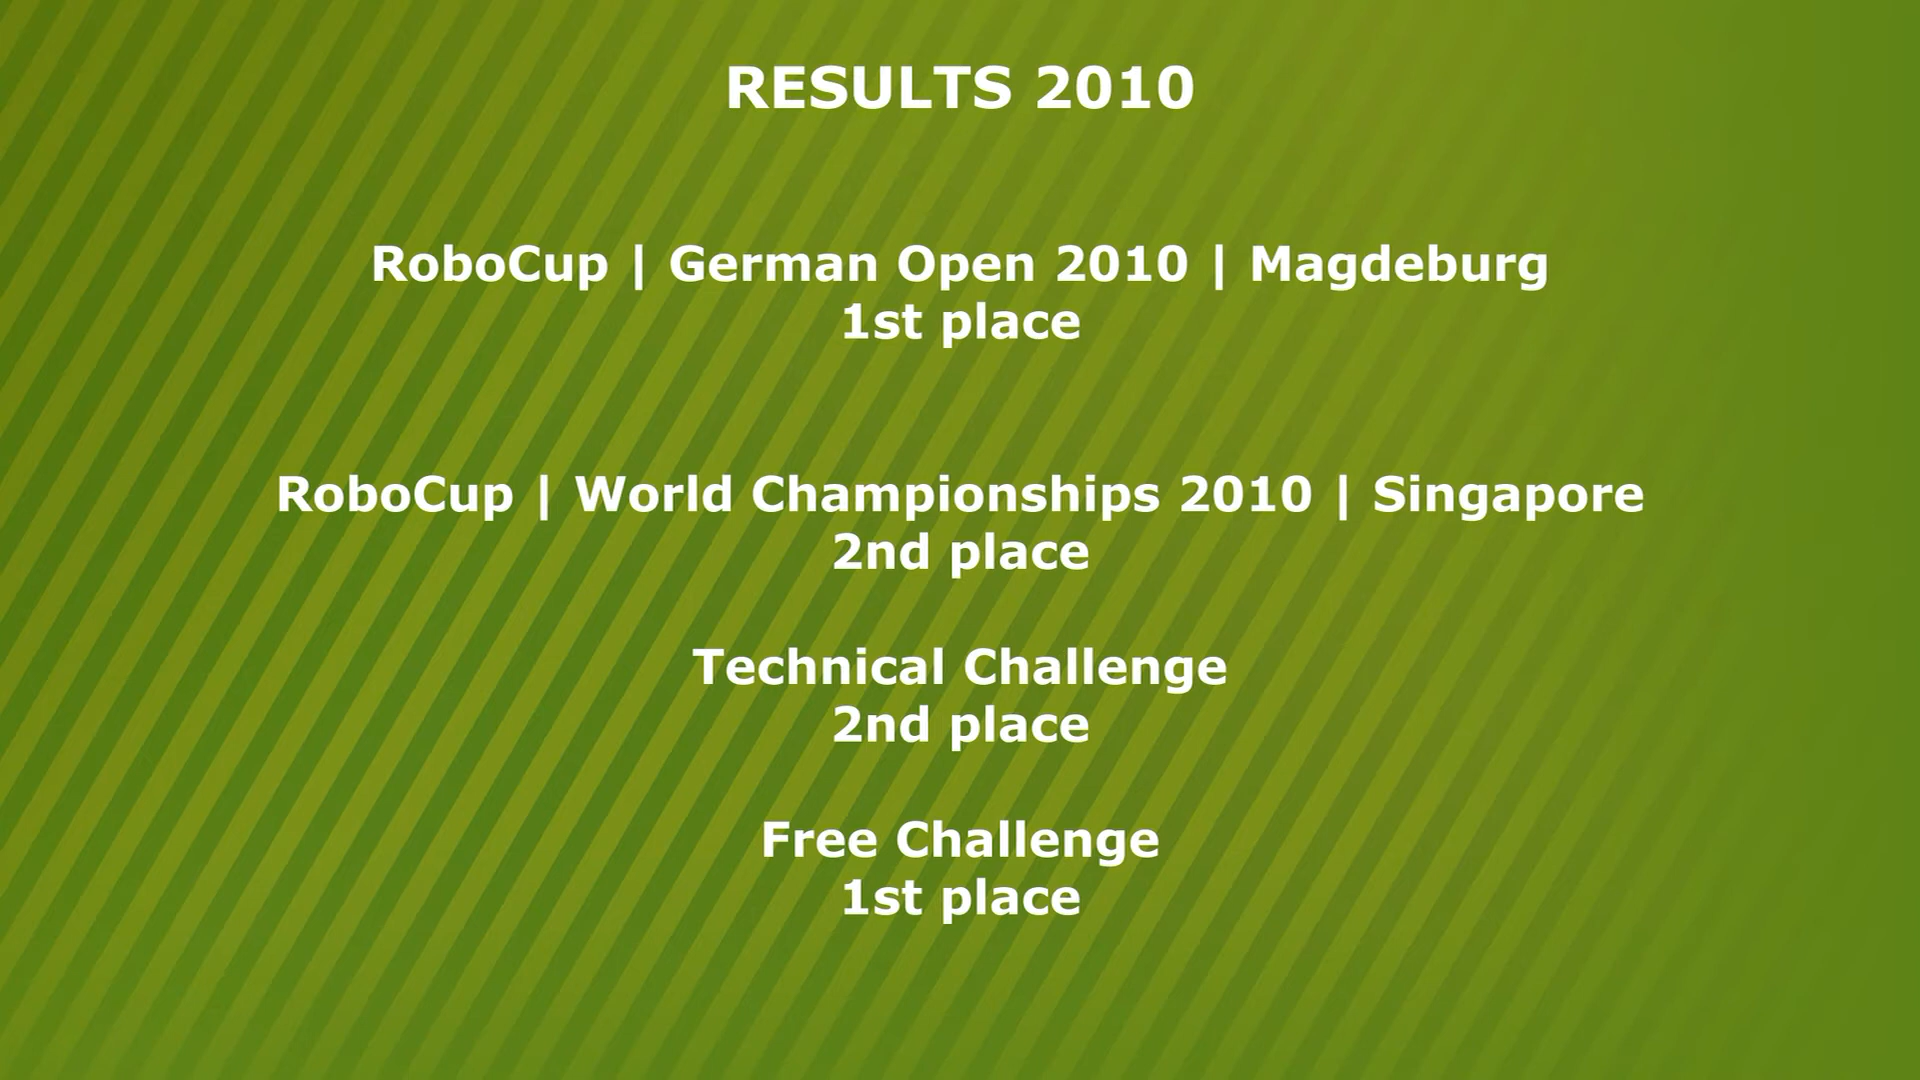 RESULTS 2010
RoboCup | German Open 2010 | Magdeburg
1st place
RoboCup | World Championships 2010 | Singapore
2nd place
Technical Challenge
2nd place
Free Challenge
1st place